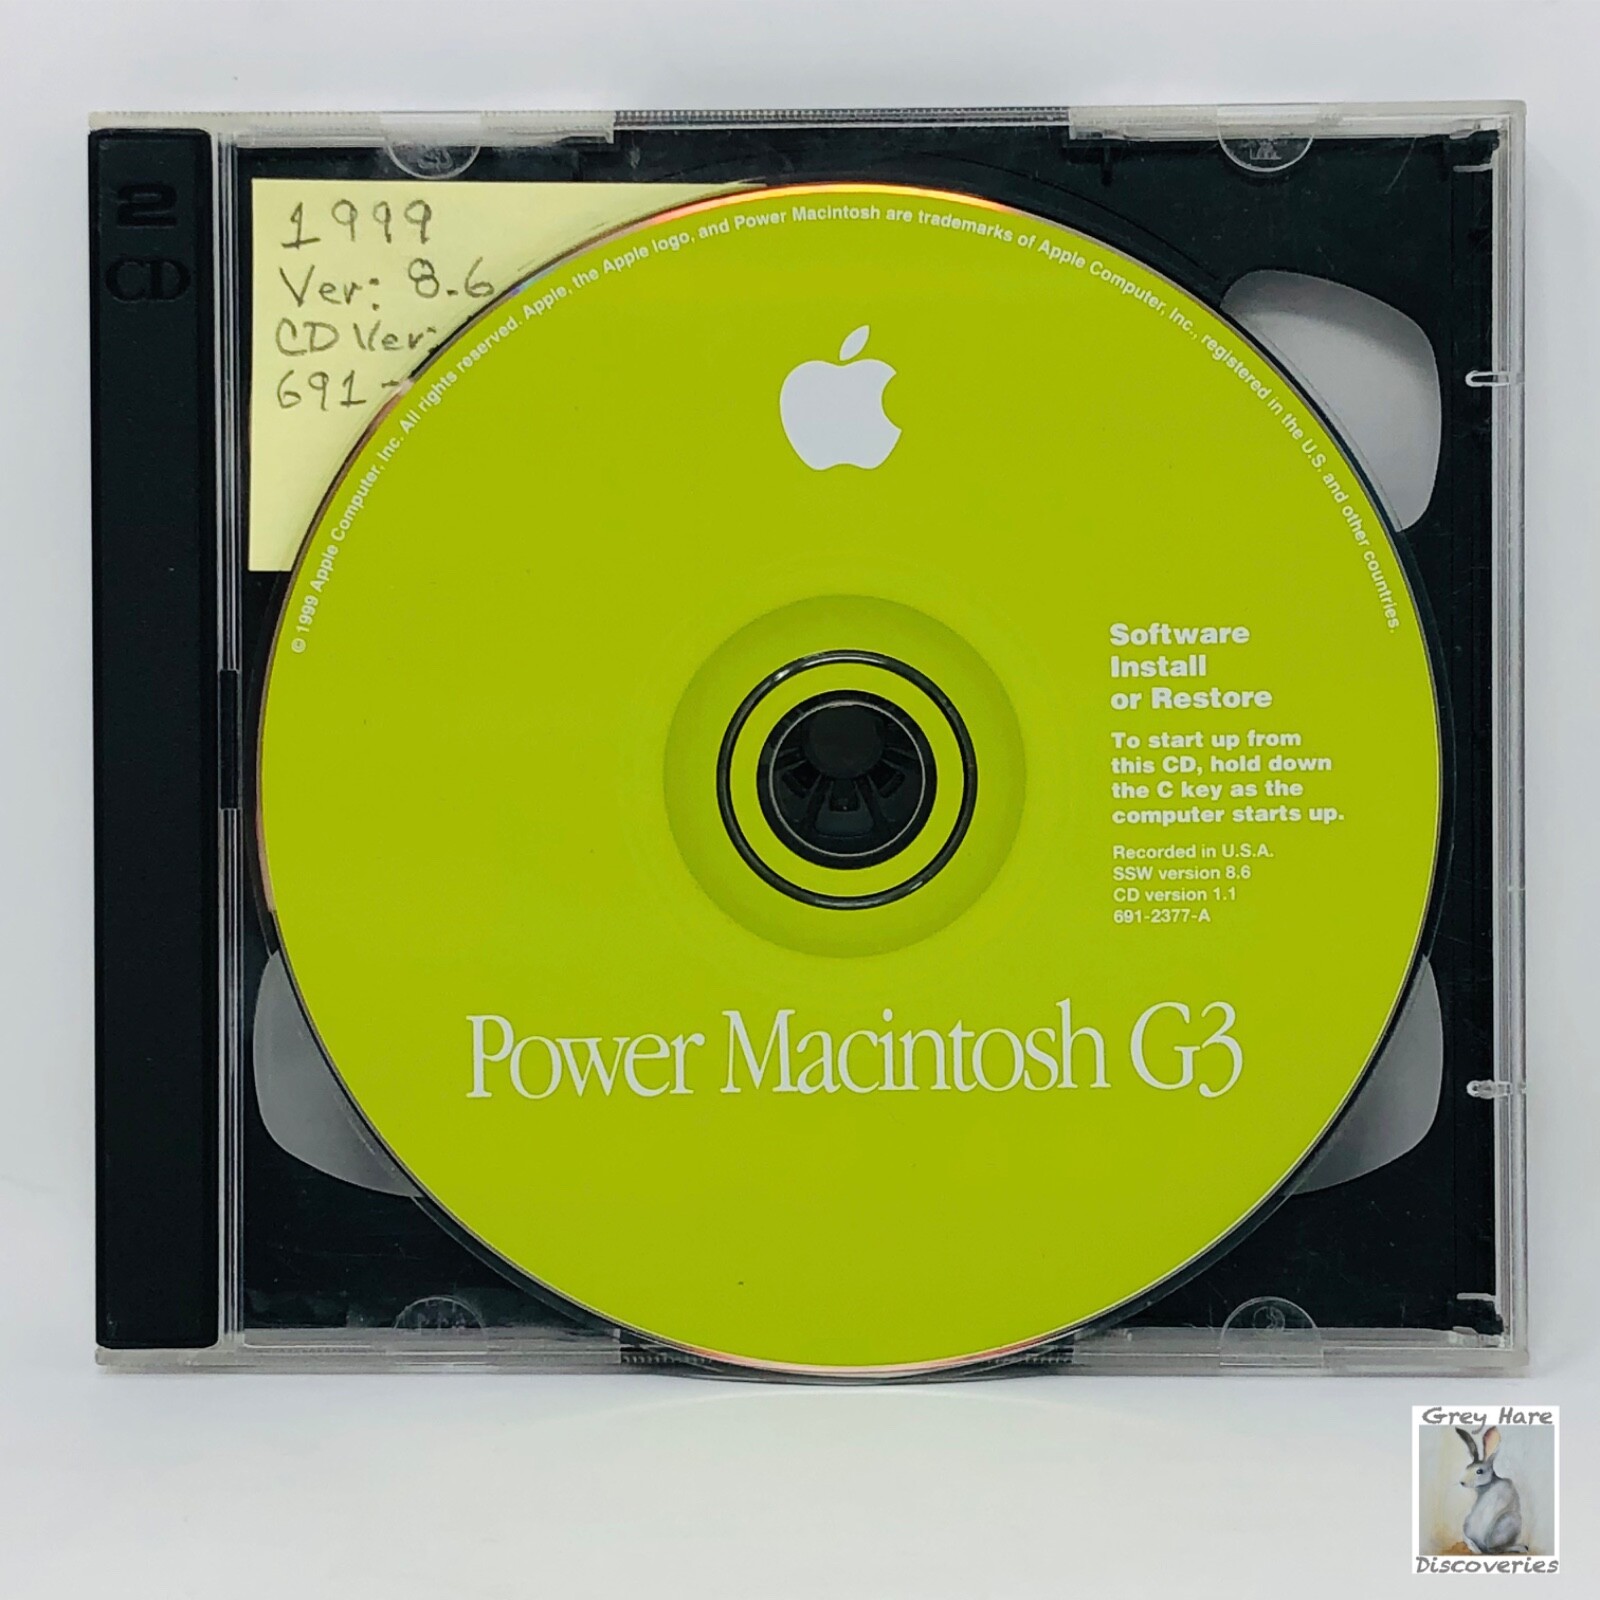 2
CD
1999
Ver: 8.6
CD Ver:
691-
© 1999 Apple Computer, Inc. All rights reserved. Apple, the Apple logo, and Power Macintosh are trademarks of Apple Computer, Inc., registered in the U.S. and other countries.
Software
Install
or Restore
To start up from
this CD, hold down
the C key as the
computer starts up.
Recorded in U.S.A.
SSW version 8.6
CD version 1.1
691-2377-A
Power Macintosh G3
Grey Hare
Discoveries